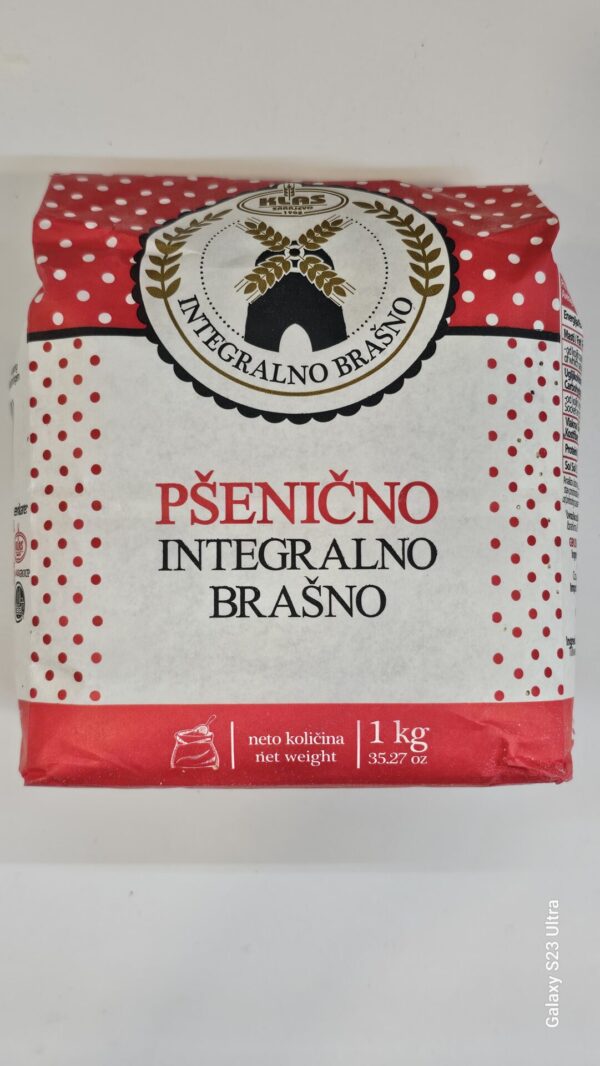 KLAS
SARAJEVO
1902
INTEGRALNO BRAŠNO
PŠENIČNO
INTEGRALNO
BRAŠNO
neto količina
net weight
1 kg
35.27 oz
Galaxy S23 Ultra